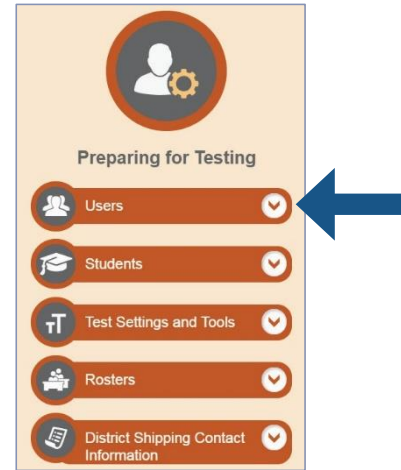 Preparing for Testing
Users
Students
Test Settings and Tools
Rosters
District Shipping Contact
Information